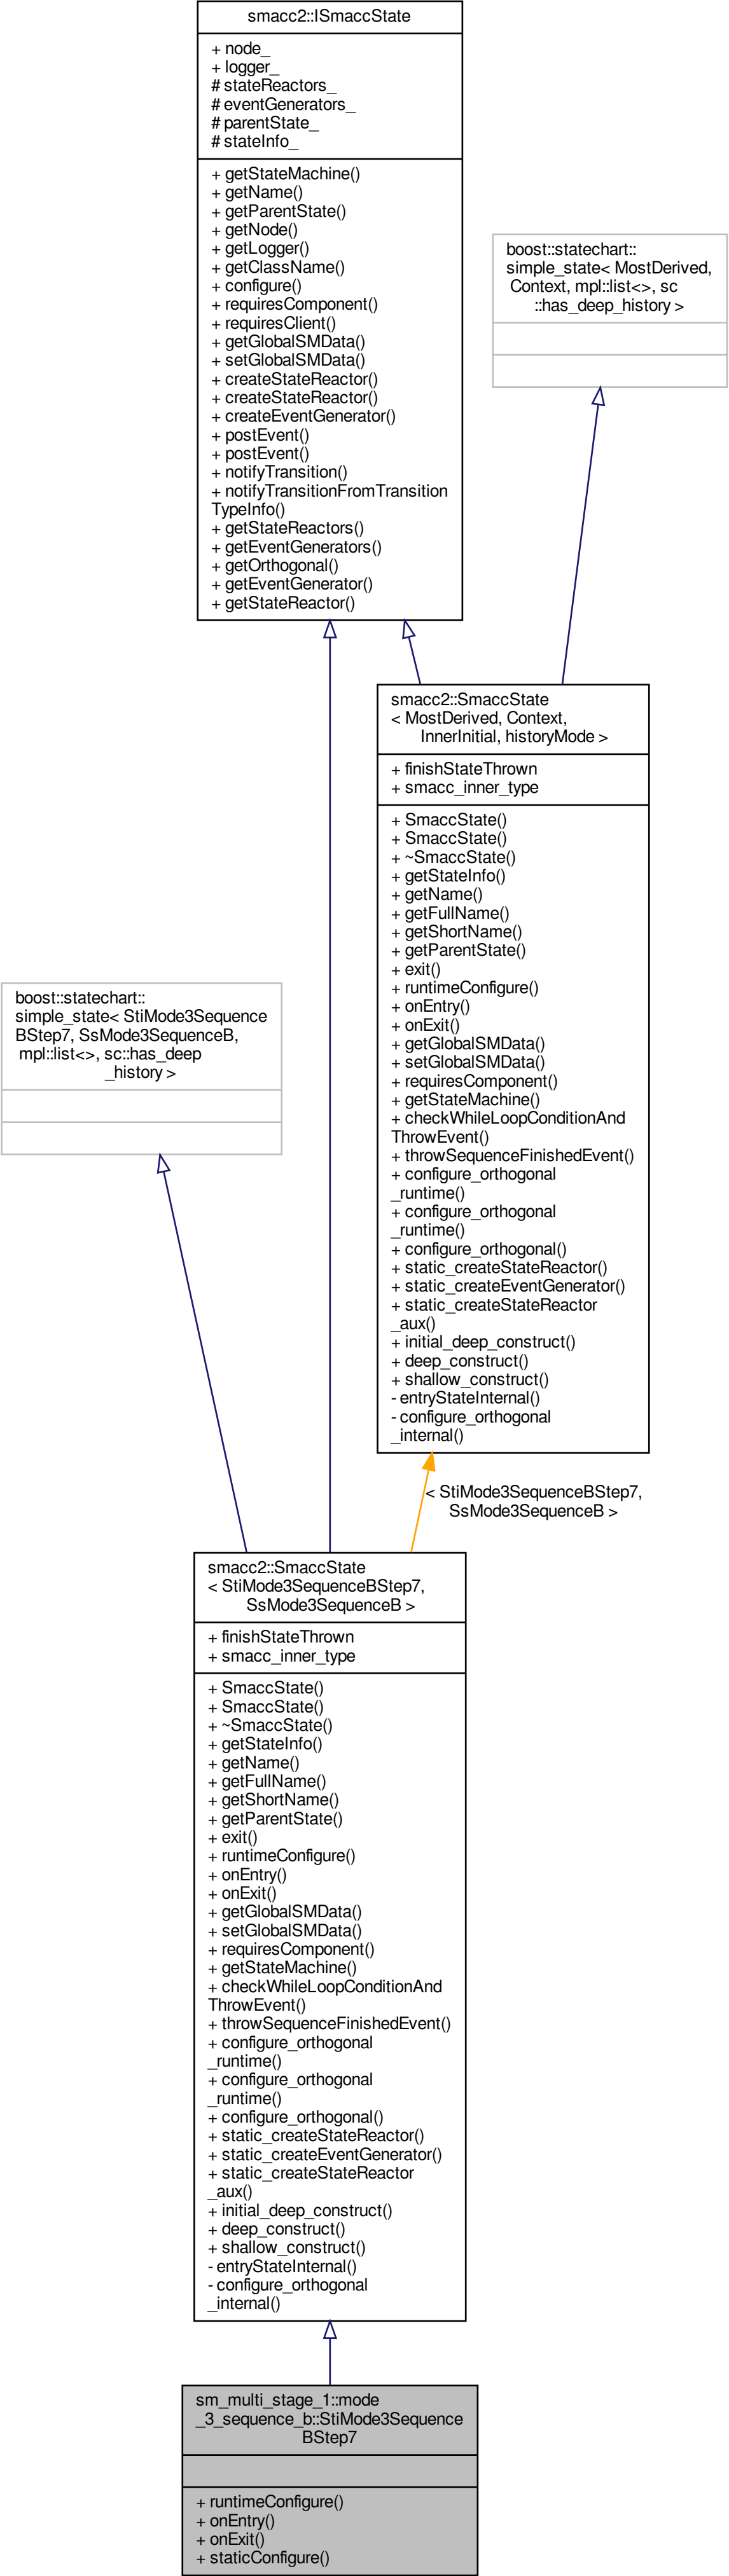 smacc2::ISmaccState
+ node_
+ logger_
# stateReactors_
# eventGenerators_
# parentState_
# stateInfo_
+ getStateMachine()
+ getName()
+ getParentState()
+ getNode()
+ getLogger()
+ getClassName()
+ configure()
+ requiresComponent()
+ requiresClient()
+ getGlobalSMData()
+ setGlobalSMData()
+ createStateReactor()
+ createStateReactor()
+ createEventGenerator()
+ postEvent()
+ postEvent()
+ notifyTransition()
+ notifyTransitionFromTransition
TypeInfo()
+ getStateReactors()
+ getEventGenerators()
+ getOrthogonal()
+ getEventGenerator()
+ getStateReactor()
boost::statechart::
simple_state< MostDerived,
Context, mpl::list<>, sc
::has_deep_history >
smacc2::SmaccState
< MostDerived, Context,
InnerInitial, historyMode >
+ finishStateThrown
+ smacc_inner_type
+ SmaccState()
+ SmaccState()
+ ~SmaccState()
+ getStateInfo()
+ getName()
+ getFullName()
+ getShortName()
+ getParentState()
+ exit()
+ runtimeConfigure()
+ onEntry()
+ onExit()
+ getGlobalSMData()
+ setGlobalSMData()
+ requiresComponent()
+ getStateMachine()
+ checkWhileLoopConditionAnd
ThrowEvent()
+ throwSequenceFinishedEvent()
+ configure_orthogonal
_runtime()
+ configure_orthogonal
_runtime()
+ configure_orthogonal()
+ static_createStateReactor()
+ static_createEventGenerator()
+ static_createStateReactor
_aux()
+ initial_deep_construct()
+ deep_construct()
+ shallow_construct()
- entryStateInternal()
- configure_orthogonal
_internal()
boost::statechart::
simple_state< StiMode3Sequence
BStep7, SsMode3SequenceB,
mpl::list<>, sc::has_deep
_history >
< StiMode3SequenceBStep7,
SsMode3SequenceB >
smacc2::SmaccState
< StiMode3SequenceBStep7,
SsMode3SequenceB >
+ finishStateThrown
+ smacc_inner_type
+ SmaccState()
+ SmaccState()
+ ~SmaccState()
+ getStateInfo()
+ getName()
+ getFullName()
+ getShortName()
+ getParentState()
+ exit()
+ runtimeConfigure()
+ onEntry()
+ onExit()
+ getGlobalSMData()
+ setGlobalSMData()
+ requiresComponent()
+ getStateMachine()
+ checkWhileLoopConditionAnd
ThrowEvent()
+ throwSequenceFinishedEvent()
+ configure_orthogonal
_runtime()
+ configure_orthogonal
_runtime()
+ configure_orthogonal()
+ static_createStateReactor()
+ static_createEventGenerator()
+ static_createStateReactor
_aux()
+ initial_deep_construct()
+ deep_construct()
+ shallow_construct()
- entryStateInternal()
- configure_orthogonal
_internal()
sm_multi_stage_1::mode
_3_sequence_b::StiMode3Sequence
BStep7
+ runtimeConfigure()
+ onEntry()
+ onExit()
+ staticConfigure()